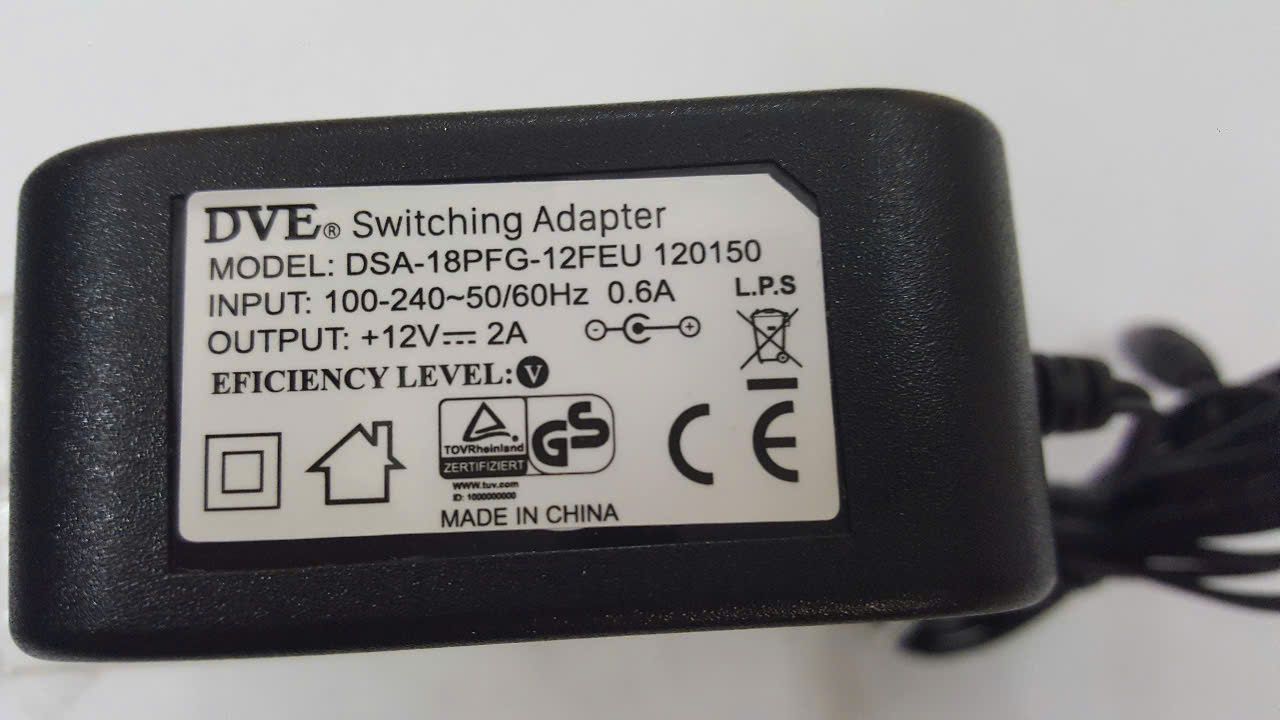 DVE® Switching Adapter
MODEL: DSA-18PFG-12FEU 120150
INPUT: 100-240~50/60Hz 0.6A
L.P.S
OUTPUT: +12V⎓ 2A
EFICIENCY LEVEL: V
TOVRheinland
ZERTIFIZIERT
GS
CE
www.tuv.com
ID: 1000000000
MADE IN CHINA